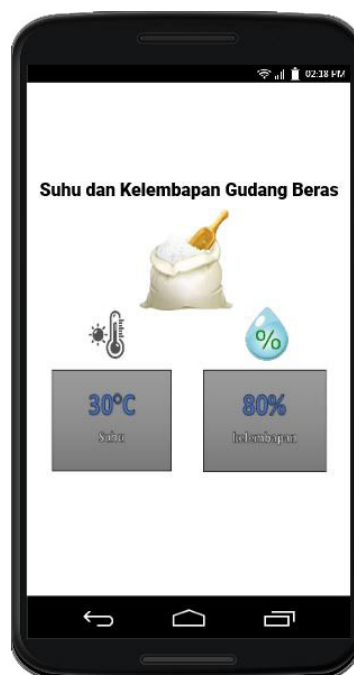 02:18 PM
Suhu dan Kelembapan Gudang Beras
%
30°C
Suhu
80%
kelembapan